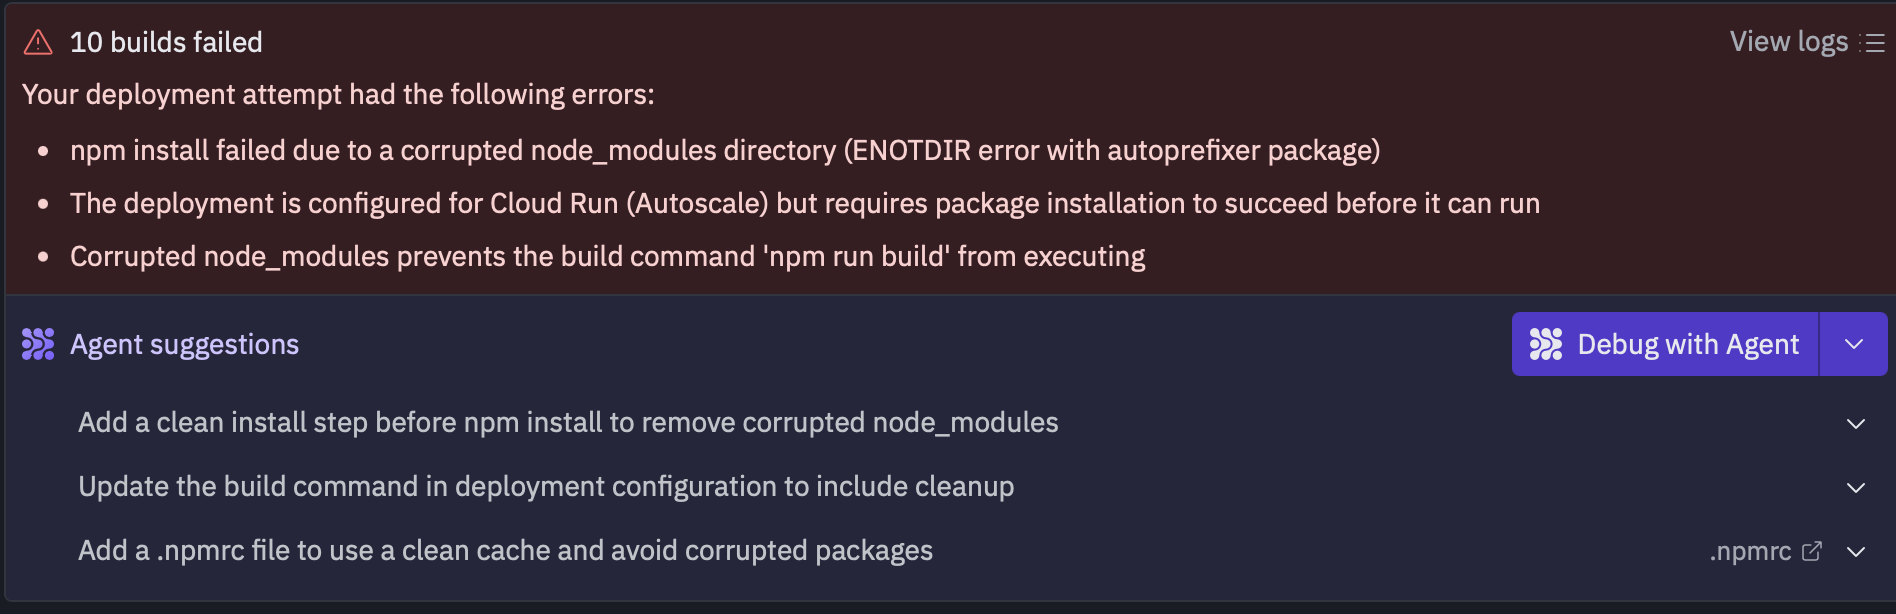 10 builds failed
View logs
Your deployment attempt had the following errors:
• npm install failed due to a corrupted node_modules directory (ENOTDIR error with autoprefixer package)
• The deployment is configured for Cloud Run (Autoscale) but requires package installation to succeed before it can run
• Corrupted node_modules prevents the build command 'npm run build' from executing
Agent suggestions
Debug with Agent
Add a clean install step before npm install to remove corrupted node_modules
Update the build command in deployment configuration to include cleanup
Add a .npmrc file to use a clean cache and avoid corrupted packages
.npmrc